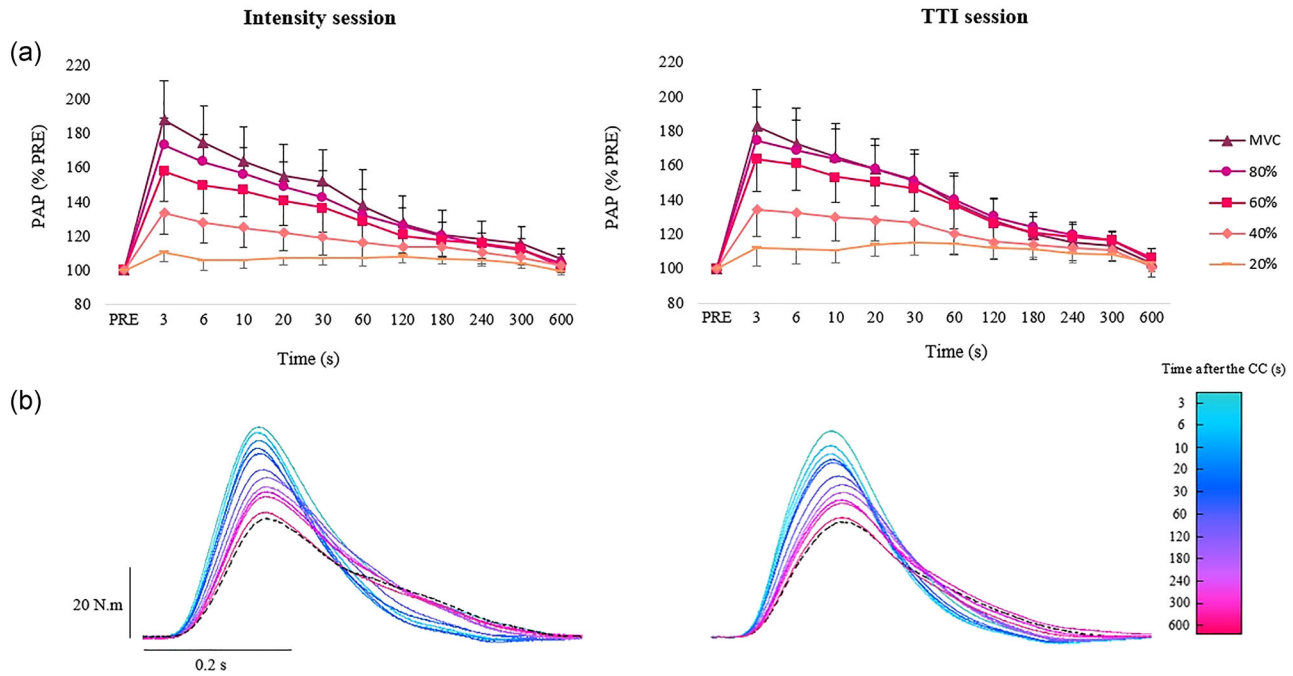 Intensity session
TTI session
(a)
PAP (% PRE)
220
200
180
160
140
120
100
80
PRE 3 6 10 20 30 60 120 180 240 300 600
Time (s)
PAP (% PRE)
220
200
180
160
140
120
100
80
PRE 3 6 10 20 30 60 120 180 240 300 600
Time (s)
MVC
80%
60%
40%
20%
(b)
20 N.m
0.2 s
Time after the CC (s)
3
6
10
20
30
60
120
180
240
300
600